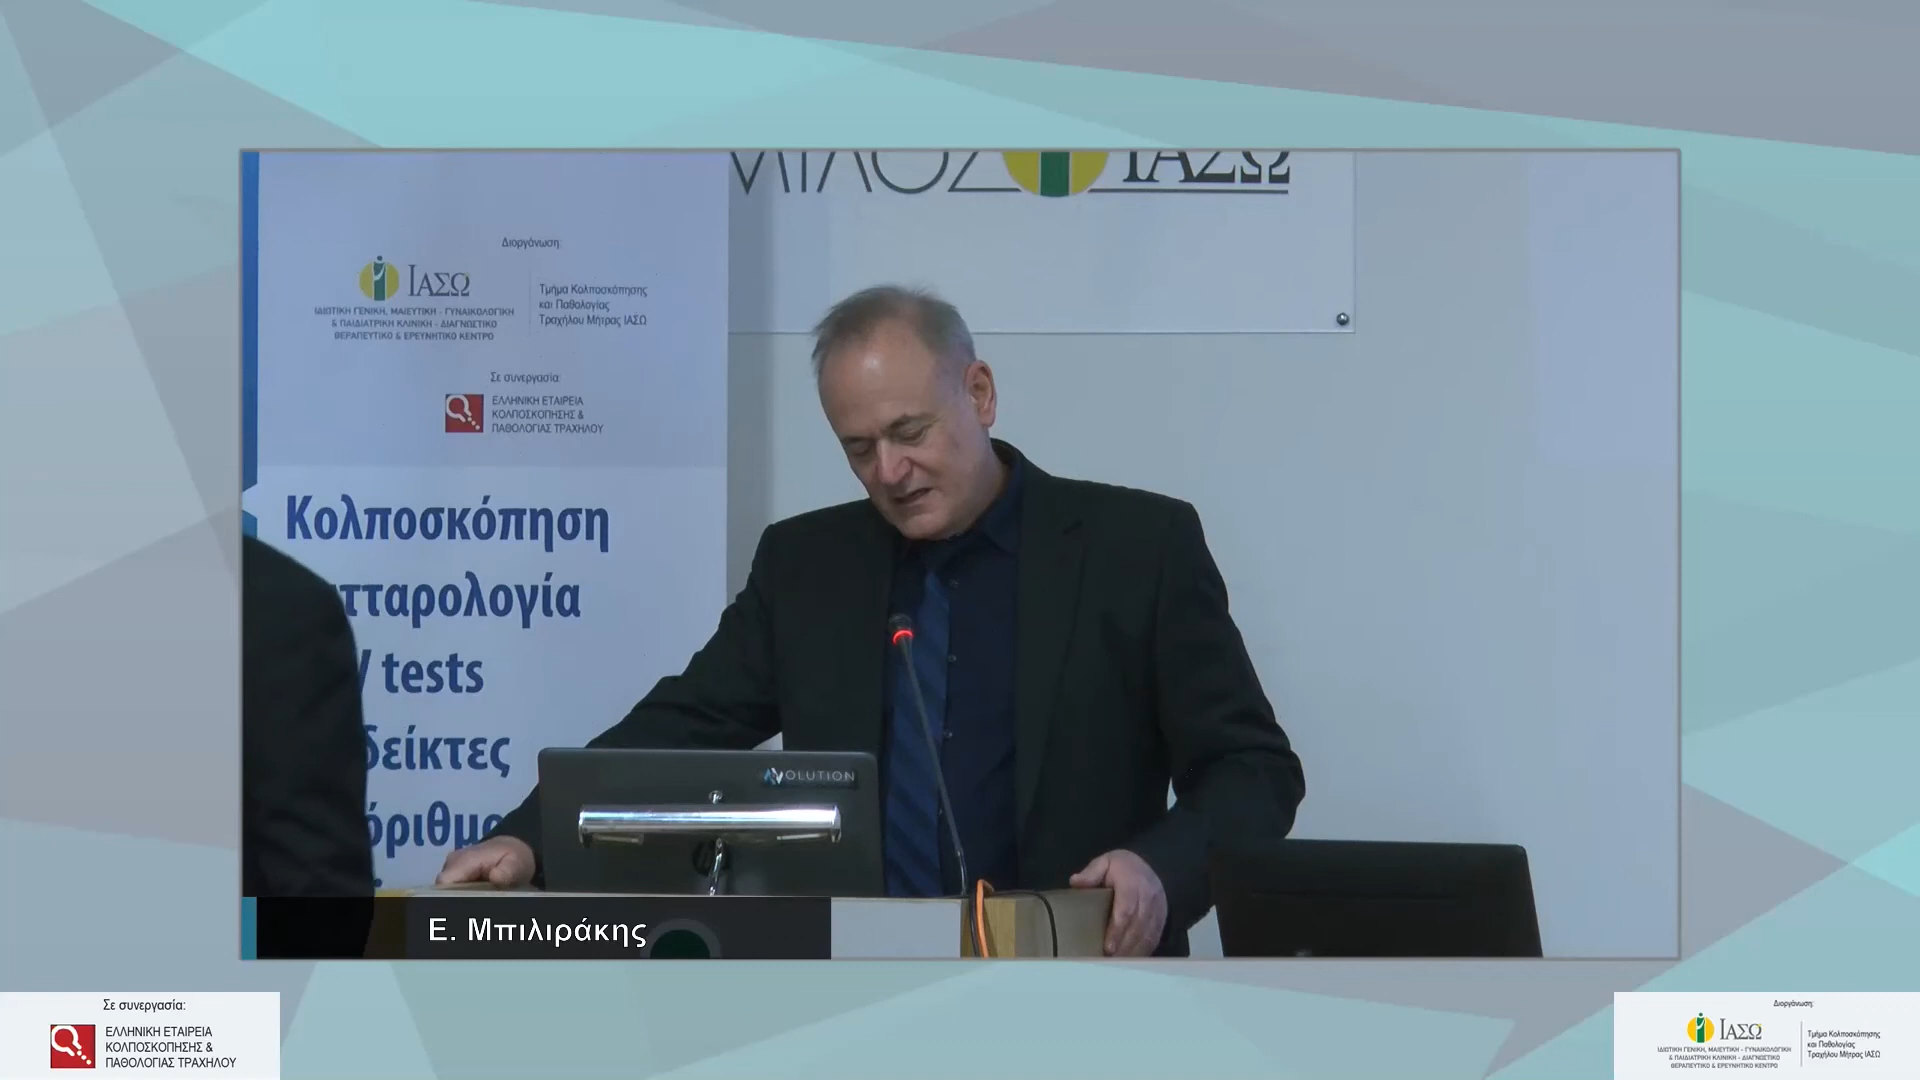 ΙΑΣΩ
Διοργάνωση:
ΙΑΣΩ
ΙΔΙΩΤΙΚΗ ΓΕΝΙΚΗ, ΜΑΙΕΥΤΙΚΗ - ΓΥΝΑΙΚΟΛΟΓΙΚΗ
& ΠΑΙΔΙΑΤΡΙΚΗ ΚΛΙΝΙΚΗ - ΔΙΑΓΝΩΣΤΙΚΟ
ΘΕΡΑΠΕΥΤΙΚΟ & ΕΡΕΥΝΗΤΙΚΟ ΚΕΝΤΡΟ
Τμήμα Κολποσκόπησης
και Παθολογίας
Τραχήλου Μήτρας ΙΑΣΩ
Σε συνεργασία:
ΕΛΛΗΝΙΚΗ ΕΤΑΙΡΕΙΑ
ΚΟΛΠΟΣΚΟΠΗΣΗΣ &
ΠΑΘΟΛΟΓΙΑΣ ΤΡΑΧΗΛΟΥ
Κολποσκόπηση
τταρολογία
tests
δείκτες
όριθμο
AVOLUTION
Ε. Μπιλιράκης
Σε συνεργασία:
ΕΛΛΗΝΙΚΗ ΕΤΑΙΡΕΙΑ
ΚΟΛΠΟΣΚΟΠΗΣΗΣ &
ΠΑΘΟΛΟΓΙΑΣ ΤΡΑΧΗΛΟΥ
Διοργάνωση:
ΙΑΣΩ
ΙΔΙΩΤΙΚΗ ΓΕΝΙΚΗ, ΜΑΙΕΥΤΙΚΗ - ΓΥΝΑΙΚΟΛΟΓΙΚΗ
& ΠΑΙΔΙΑΤΡΙΚΗ ΚΛΙΝΙΚΗ - ΔΙΑΓΝΩΣΤΙΚΟ
ΘΕΡΑΠΕΥΤΙΚΟ & ΕΡΕΥΝΗΤΙΚΟ ΚΕΝΤΡΟ
Τμήμα Κολποσκόπησης
και Παθολογίας
Τραχήλου Μήτρας ΙΑΣΩ